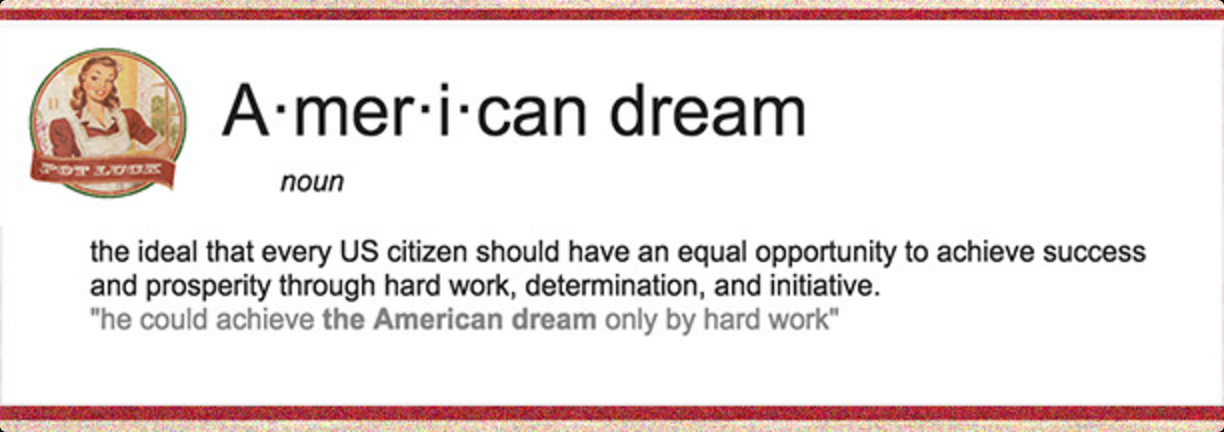 POT LUCK
A·mer·i·can dream
noun
the ideal that every US citizen should have an equal opportunity to achieve success
and prosperity through hard work, determination, and initiative.
"he could achieve the American dream only by hard work"